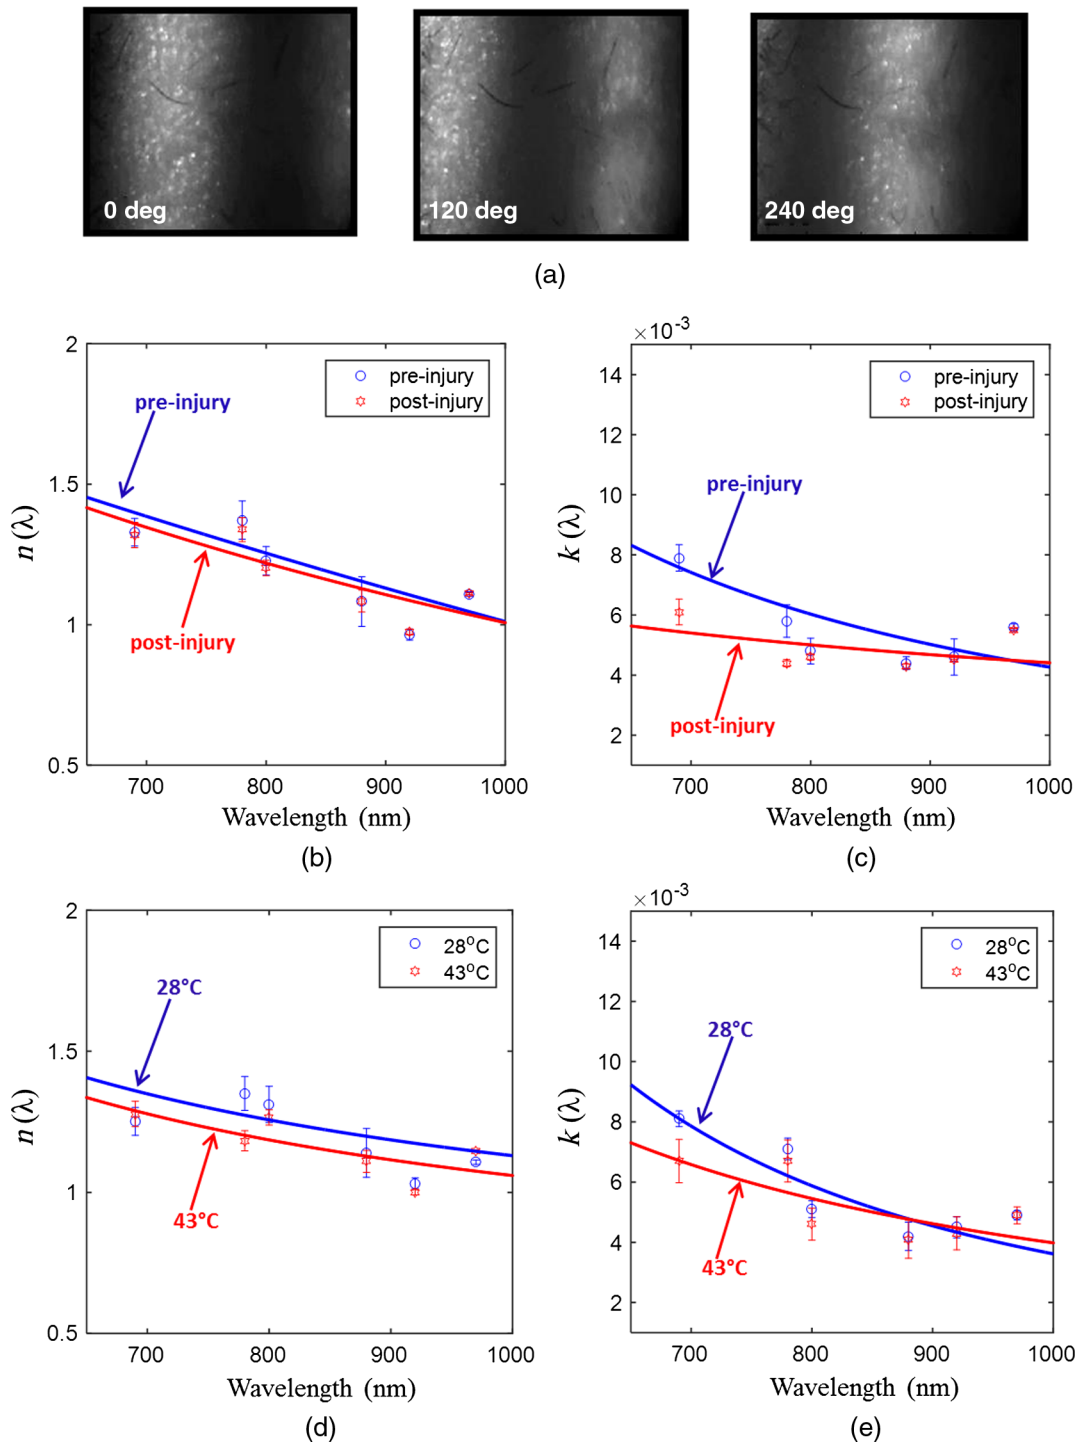 0 deg
120 deg
240 deg
(a)
×10-3
2
1.5
1
0.5
n(λ)
pre-injury
post-injury
pre-injury
post-injury
700 800 900 1000
Wavelength (nm)
(b)
14
12
10
8
6
4
2
k(λ)
pre-injury
post-injury
pre-injury
post-injury
700 800 900 1000
Wavelength (nm)
(c)
2
1.5
1
0.5
n(λ)
28°C
43°C
28°C
43°C
700 800 900 1000
Wavelength (nm)
(d)
×10-3
14
12
10
8
6
4
2
k(λ)
28°C
43°C
28°C
43°C
700 800 900 1000
Wavelength (nm)
(e)